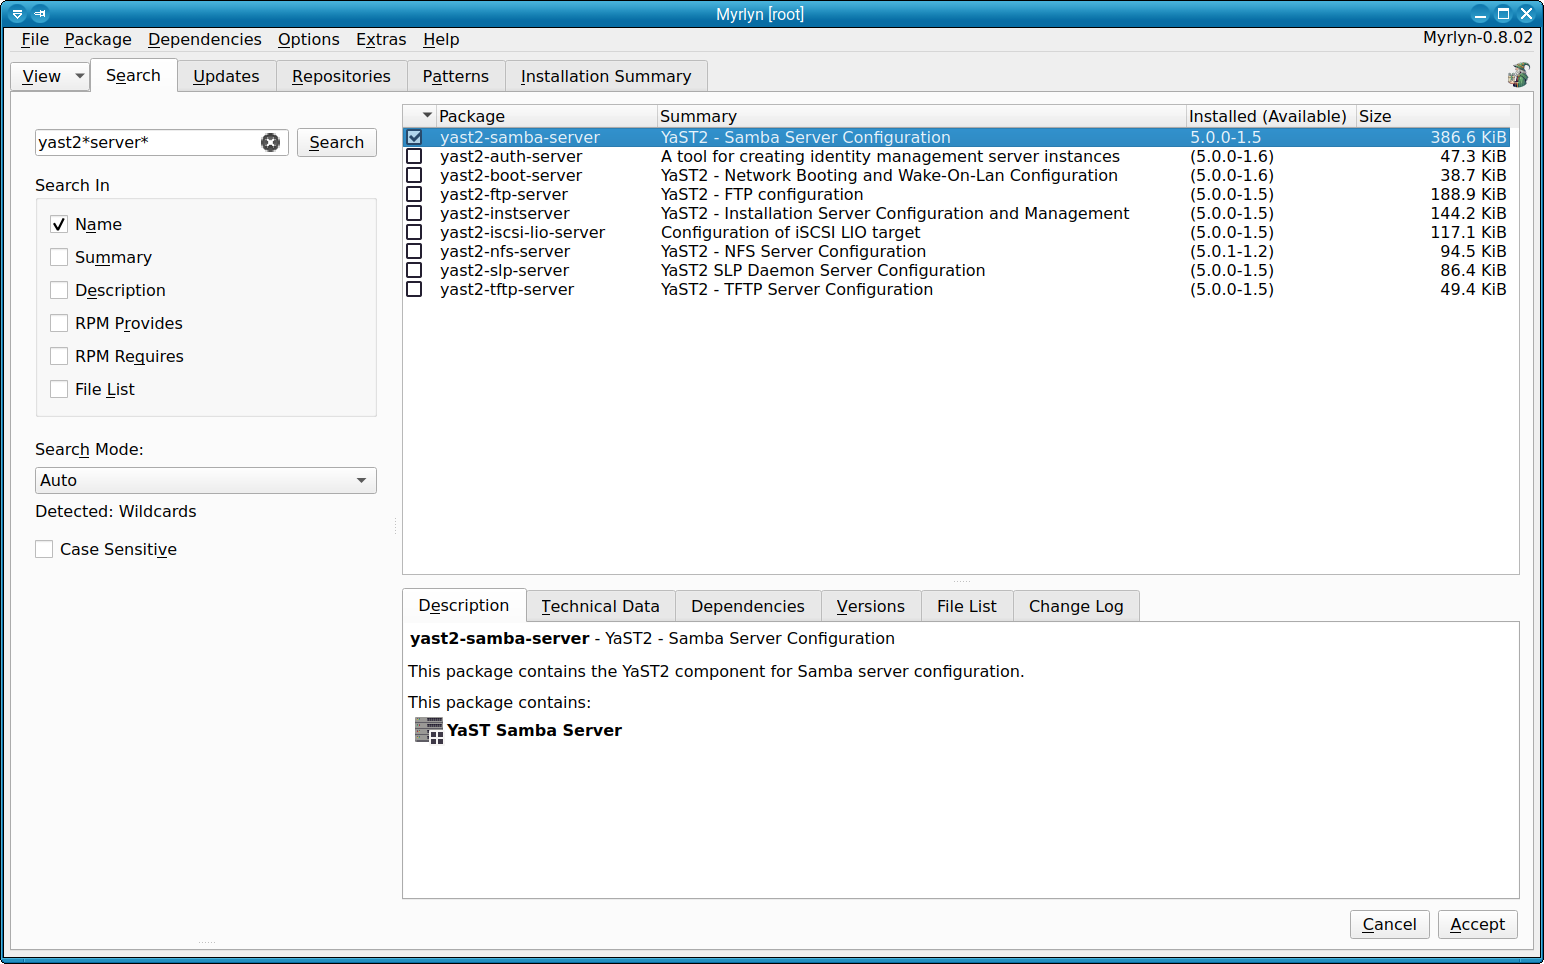 Myrlyn [root]
File Package Dependencies Options Extras Help
Myrlyn-0.8.02
View Search Updates Repositories Patterns Installation Summary
yast2*server* Search
Search In
Name
Summary
Description
RPM Provides
RPM Requires
File List
Search Mode:
Auto
Detected: Wildcards
Case Sensitive
Package Summary Installed (Available) Size
yast2-samba-server YaST2 - Samba Server Configuration 5.0.0-1.5 386.6 KiB
yast2-auth-server A tool for creating identity management server instances (5.0.0-1.6) 47.3 KiB
yast2-boot-server YaST2 - Network Booting and Wake-On-Lan Configuration (5.0.0-1.6) 38.7 KiB
yast2-ftp-server YaST2 - FTP configuration (5.0.0-1.5) 188.9 KiB
yast2-instserver YaST2 - Installation Server Configuration and Management (5.0.0-1.5) 144.2 KiB
yast2-iscsi-lio-server Configuration of iSCSI LIO target (5.0.0-1.5) 117.1 KiB
yast2-nfs-server YaST2 - NFS Server Configuration (5.0.1-1.2) 94.5 KiB
yast2-slp-server YaST2 SLP Daemon Server Configuration (5.0.0-1.5) 86.4 KiB
yast2-tftp-server YaST2 - TFTP Server Configuration (5.0.0-1.5) 49.4 KiB
Description Technical Data Dependencies Versions File List Change Log
yast2-samba-server - YaST2 - Samba Server Configuration
This package contains the YaST2 component for Samba server configuration.
This package contains:
YaST Samba Server
Cancel Accept